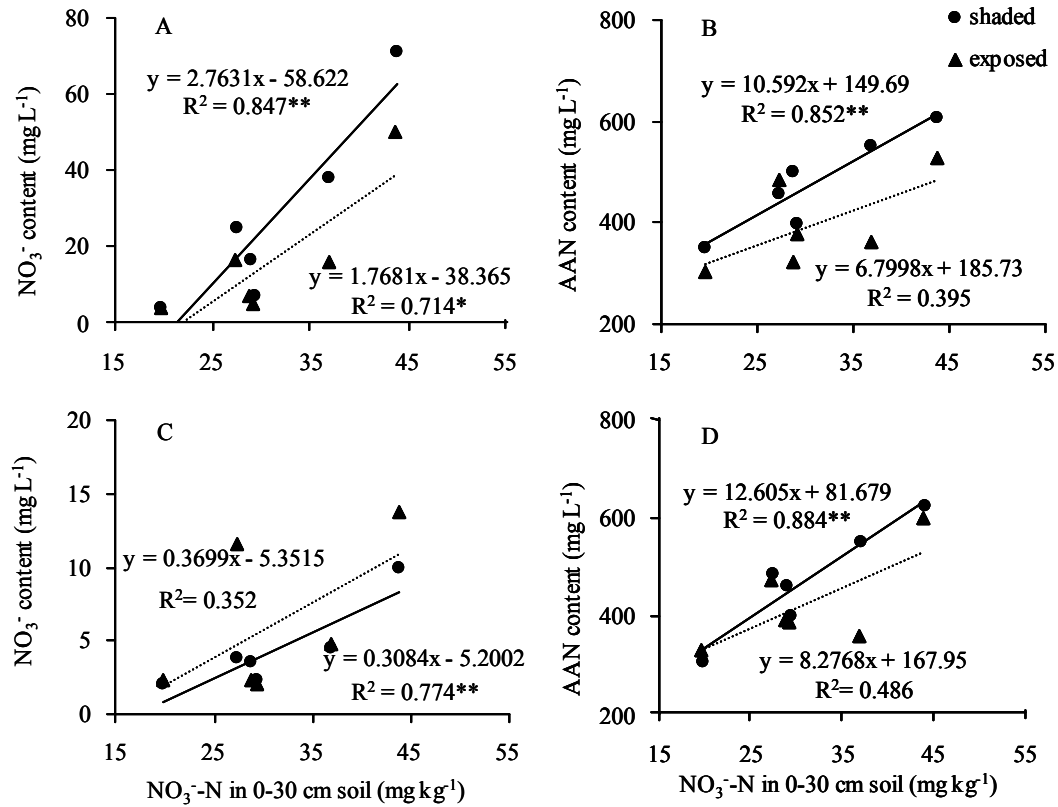 A
B
● shaded
▲ exposed
NO₃⁻ content (mg L⁻¹)
80
60
40
20
0
y = 2.7631x - 58.622
R² = 0.847**
y = 1.7681x - 38.365
R² = 0.714*
15 25 35 45 55
AAN content (mg L⁻¹)
800
600
400
200
y = 10.592x + 149.69
R² = 0.852**
y = 6.7998x + 185.73
R² = 0.395
15 25 35 45 55
C
NO₃⁻ content (mg L⁻¹)
20
15
10
5
0
y = 0.3699x - 5.3515
R²= 0.352
y = 0.3084x - 5.2002
R² = 0.774**
15 25 35 45 55
NO₃⁻-N in 0-30 cm soil (mg kg⁻¹)
D
AAN content (mg L⁻¹)
800
600
400
200
y = 12.605x + 81.679
R² = 0.884**
y = 8.2768x + 167.95
R²= 0.486
15 25 35 45 55
NO₃⁻-N in 0-30 cm soil (mg kg⁻¹)